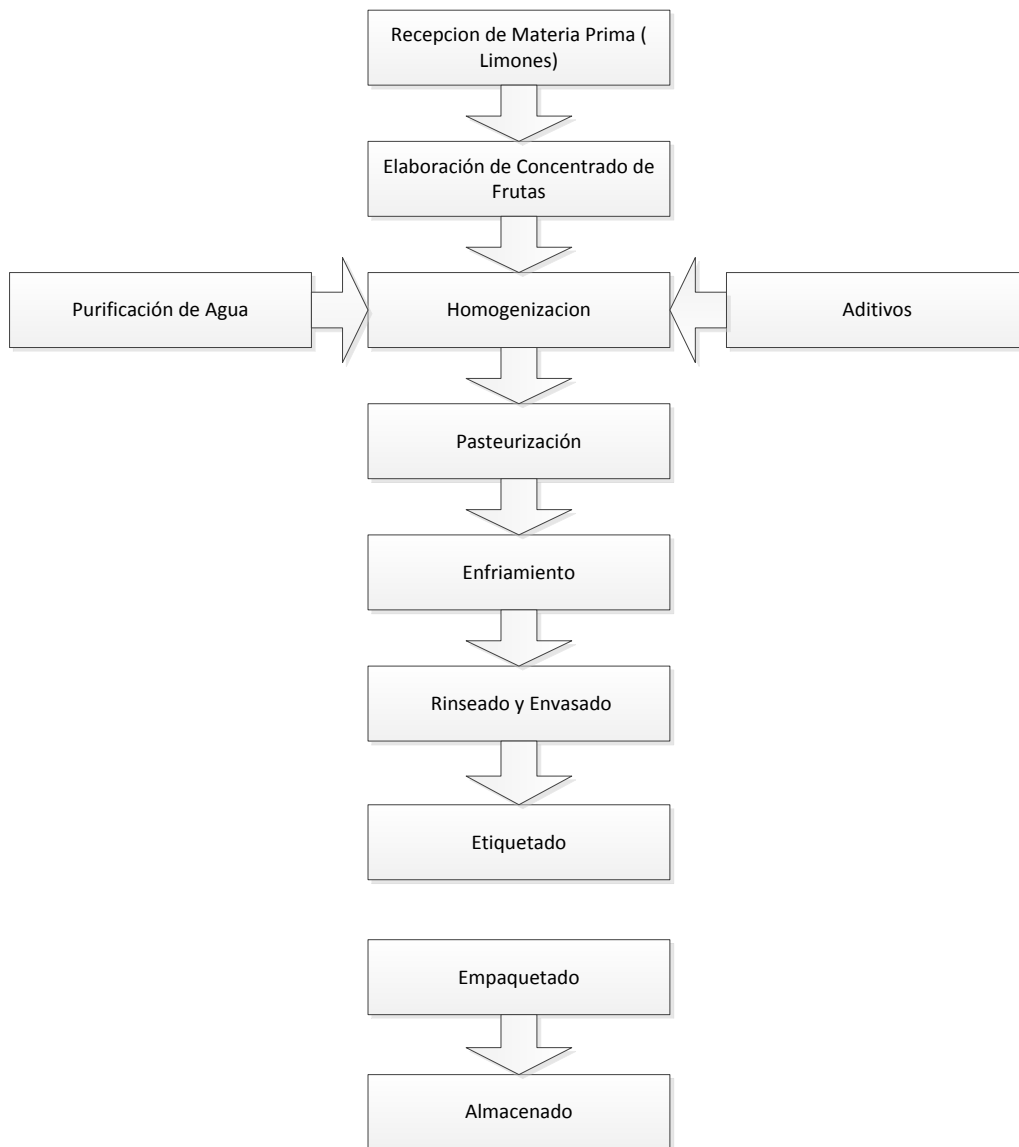 Recepcion de Materia Prima (
Limones)
Elaboración de Concentrado de
Frutas
Purificación de Agua
Homogenizacion
Aditivos
Pasteurización
Enfriamiento
Rinseado y Envasado
Etiquetado
Empaquetado
Almacenado